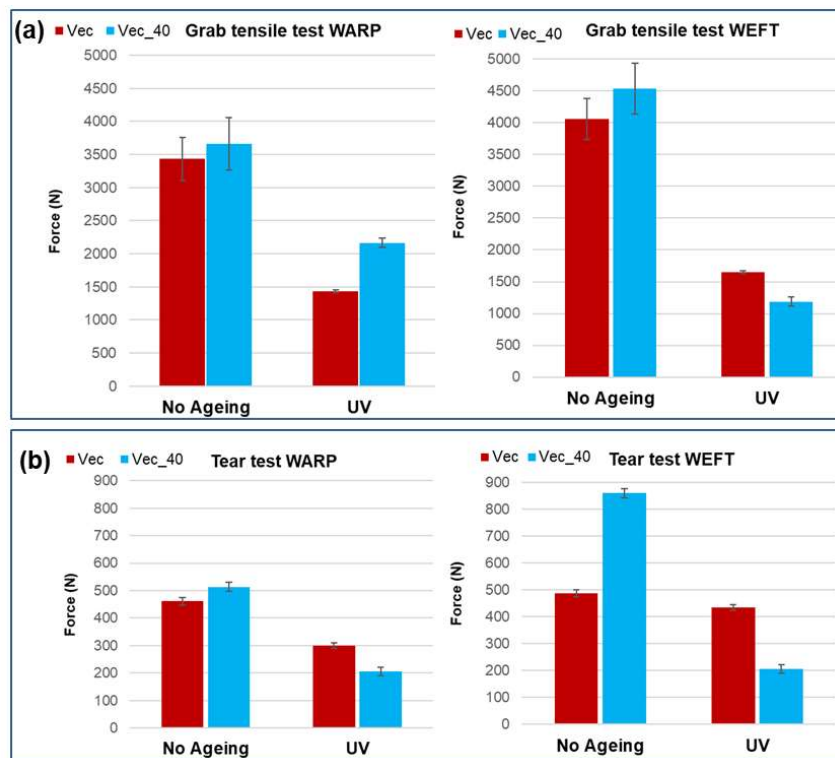 (a)
Vec Vec_40
Grab tensile test WARP
5000
4500
4000
3500
3000
2500
2000
1500
1000
500
0
Force (N)
No Ageing UV
Vec Vec_40
Grab tensile test WEFT
5000
4500
4000
3500
3000
2500
2000
1500
1000
500
0
Force (N)
No Ageing UV
(b)
Vec Vec_40
Tear test WARP
900
800
700
600
500
400
300
200
100
0
Force (N)
No Ageing UV
Vec Vec_40
Tear test WEFT
900
800
700
600
500
400
300
200
100
0
Force (N)
No Ageing UV